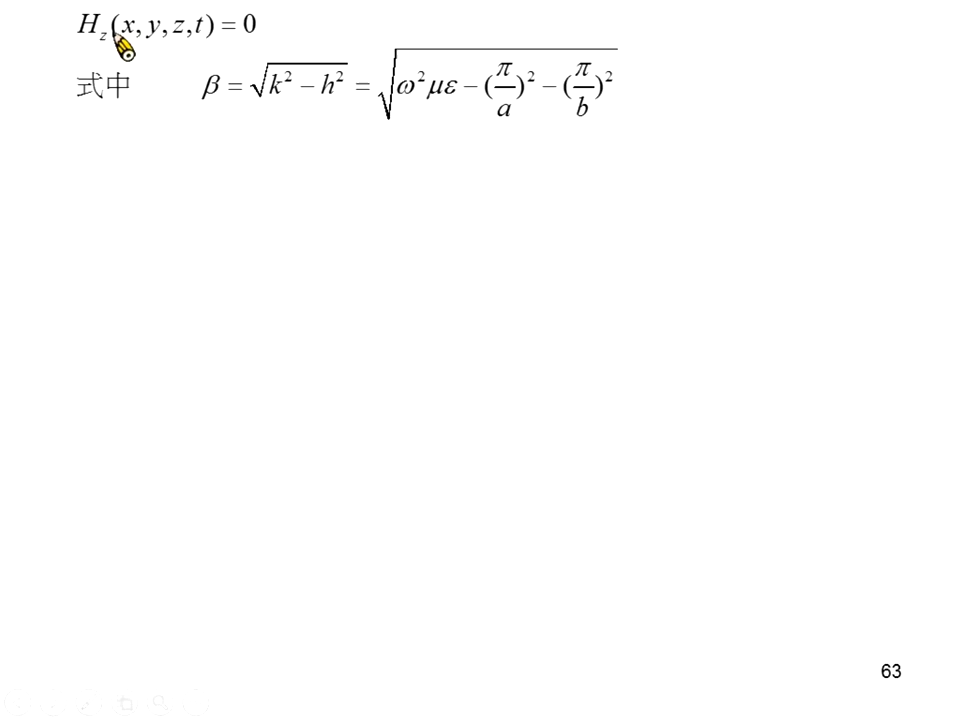 H_z(x, y, z, t) = 0
式中 β = √(k² − h²) = √(ω²με − (π/a)² − (π/b)²)
63